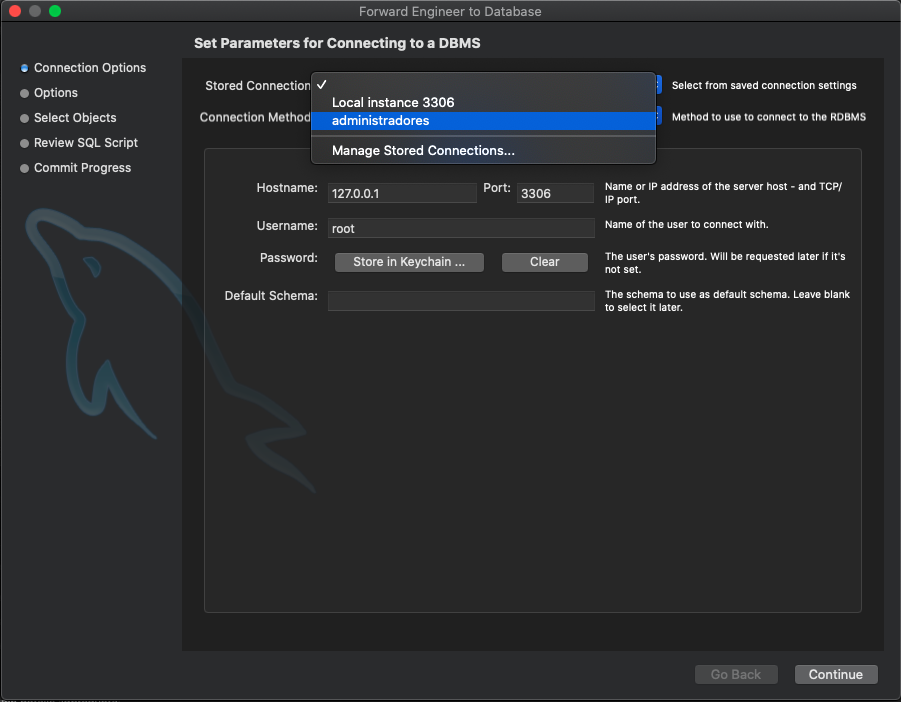 Forward Engineer to Database
Set Parameters for Connecting to a DBMS
Connection Options
Options
Select Objects
Review SQL Script
Commit Progress
Stored Connection
✓
Local instance 3306
administradores
Manage Stored Connections...
Select from saved connection settings
Connection Method
Method to use to connect to the RDBMS
Hostname: 127.0.0.1 Port: 3306
Name or IP address of the server host - and TCP/
IP port.
Username: root
Name of the user to connect with.
Password: Store in Keychain ... Clear
The user's password. Will be requested later if it's
not set.
Default Schema:
The schema to use as default schema. Leave blank
to select it later.
Go Back Continue